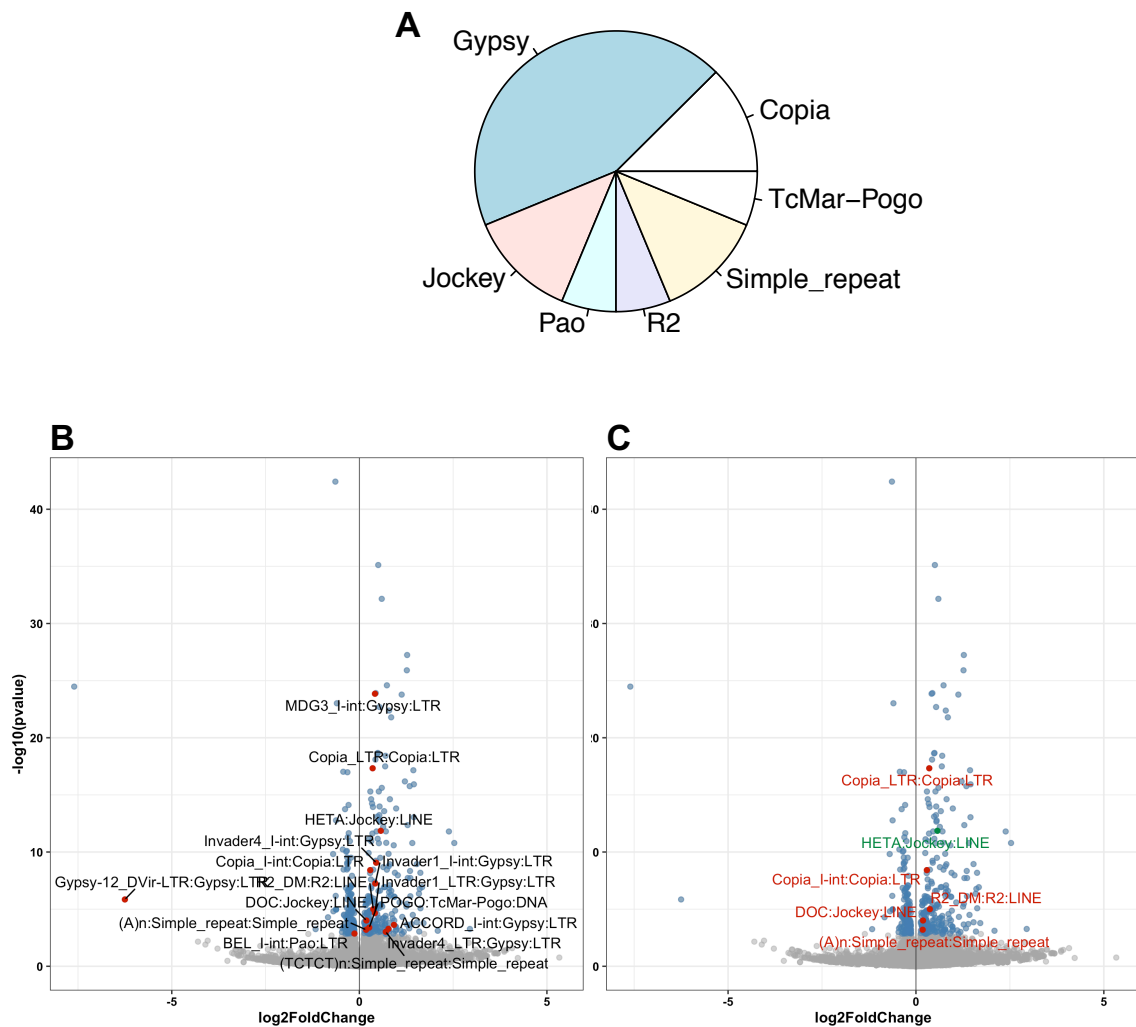 A
Gypsy
Copia
TcMar-Pogo
Simple_repeat
R2
Pao
Jockey
B
40
30
20
10
0
-log10(pvalue)
MDG3_I-int:Gypsy:LTR
Copia_LTR:Copia:LTR
HETA:Jockey:LINE
Invader4_I-int:Gypsy:LTR
Copia_I-int:Copia:LTR
Invader1_I-int:Gypsy:LTR
Gypsy-12_DVir-LTR:Gypsy:LTR
R2_DM:R2:LINE
Invader1_LTR:Gypsy:LTR
DOC:Jockey:LINE
POGO:TcMar-Pogo:DNA
(A)n:Simple_repeat:Simple_repeat
ACCORD_I-int:Gypsy:LTR
BEL_I-int:Pao:LTR
Invader4_LTR:Gypsy:LTR
(TCTCT)n:Simple_repeat:Simple_repeat
-5
0
5
log2FoldChange
C
0
0
20
0
0
Copia_LTR:Copia:LTR
HETA:Jockey:LINE
Copia_I-int:Copia:LTR
R2_DM:R2:LINE
DOC:Jockey:LINE
(A)n:Simple_repeat:Simple_repeat
-5
0
5
log2FoldChange